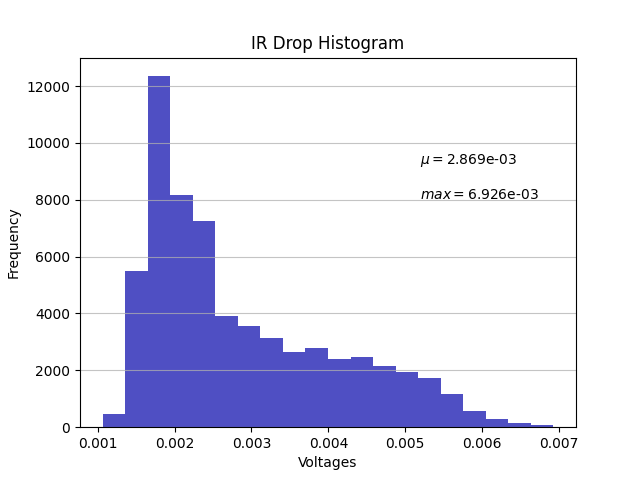 IR Drop Histogram
12000
10000
8000
6000
4000
2000
0
Frequency
μ = 2.869e-03
max = 6.926e-03
0.001 0.002 0.003 0.004 0.005 0.006 0.007
Voltages